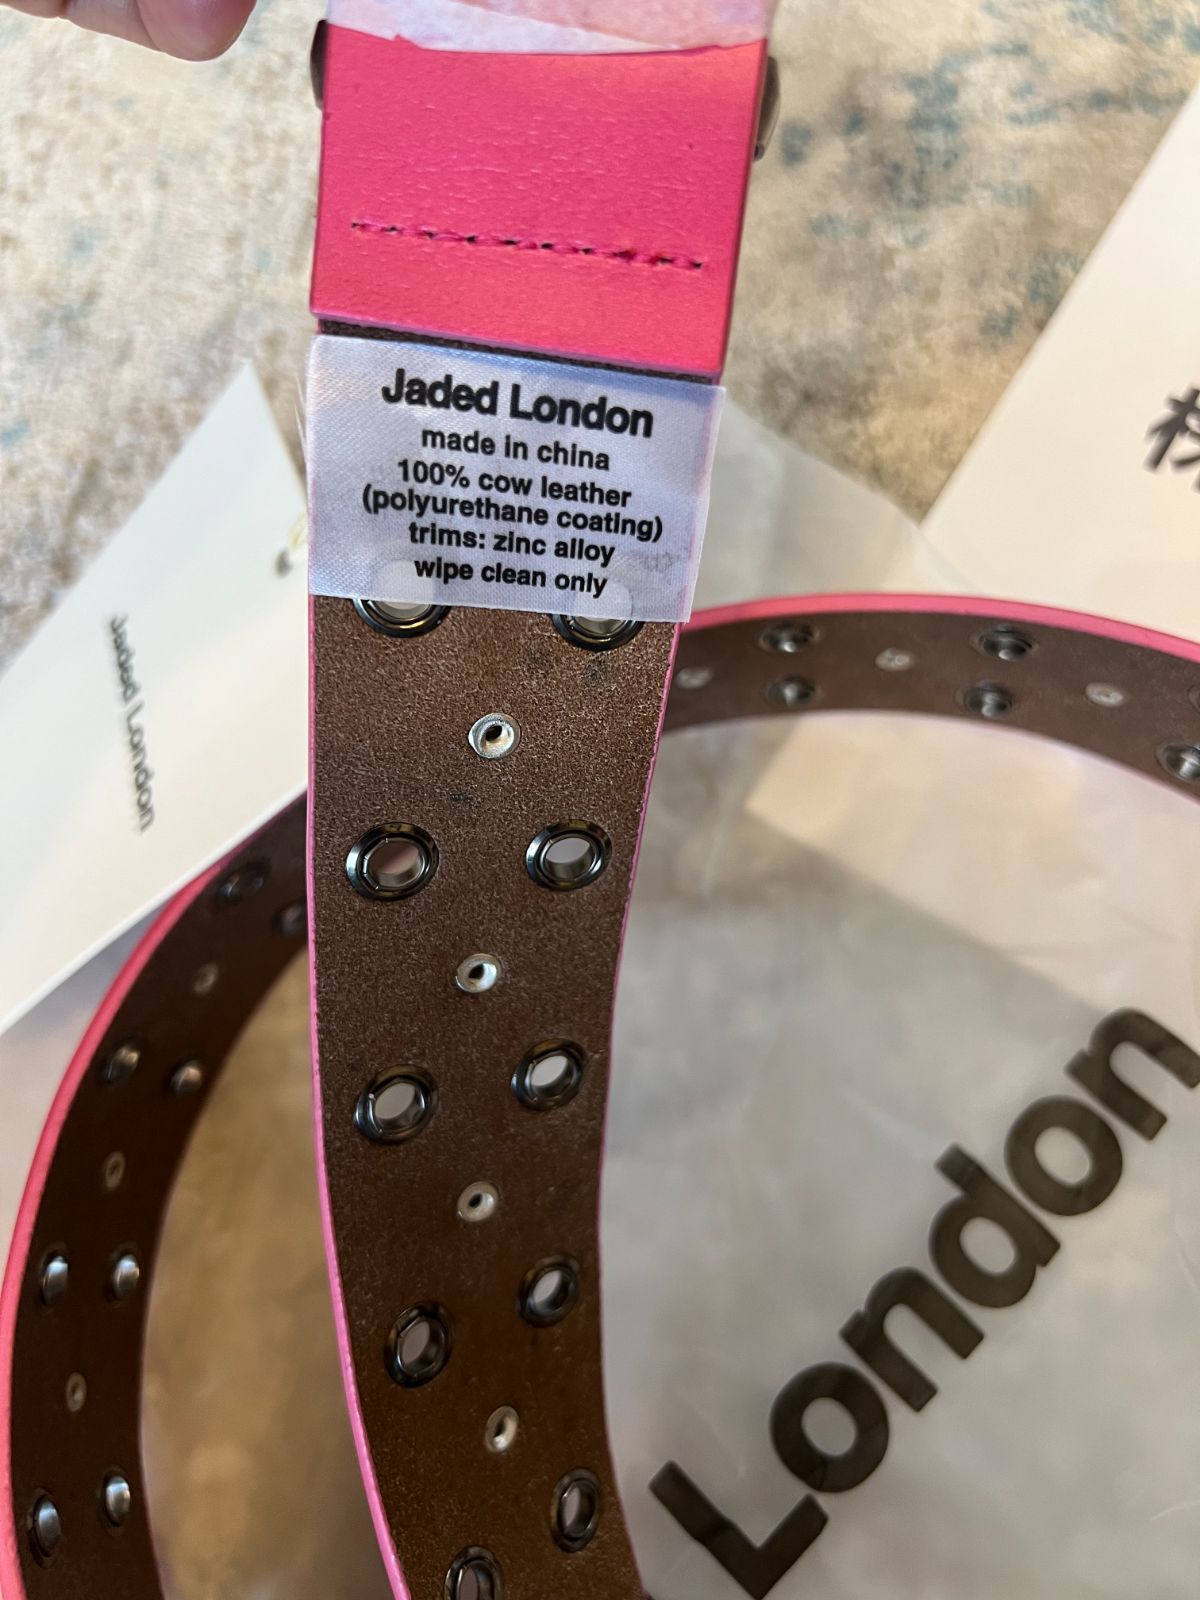 Jaded London
made in china
100% cow leather
(polyurethane coating)
trims: zinc alloy
wipe clean only
Jaded London
London